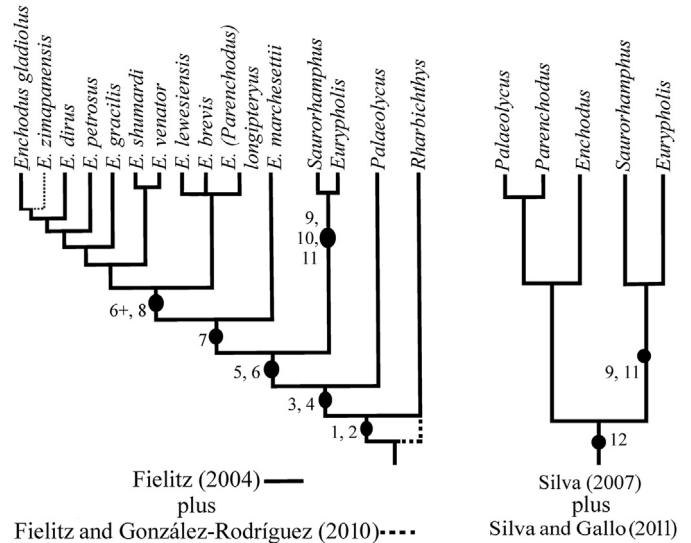 Enchodus gladiolus
E. zimapanensis
E. dirus
E. petrosus
E. gracilis
E. shumardi
E. venator
E. lewesiensis
E. brevis
E. (Parenchodus)
longipteryus
E. marchesettii
Saurorhamphus
Eurypholis
Palaeolycus
Rharbichthys
9,
10,
11
6+, 8
7
5, 6
3, 4
1, 2
Fielitz (2004)
plus
Fielitz and González-Rodríguez (2010)
Palaeolycus
Parenchodus
Enchodus
Saurorhamphus
Eurypholis
9, 11
12
Silva (2007)
plus
Silva and Gallo (2011)